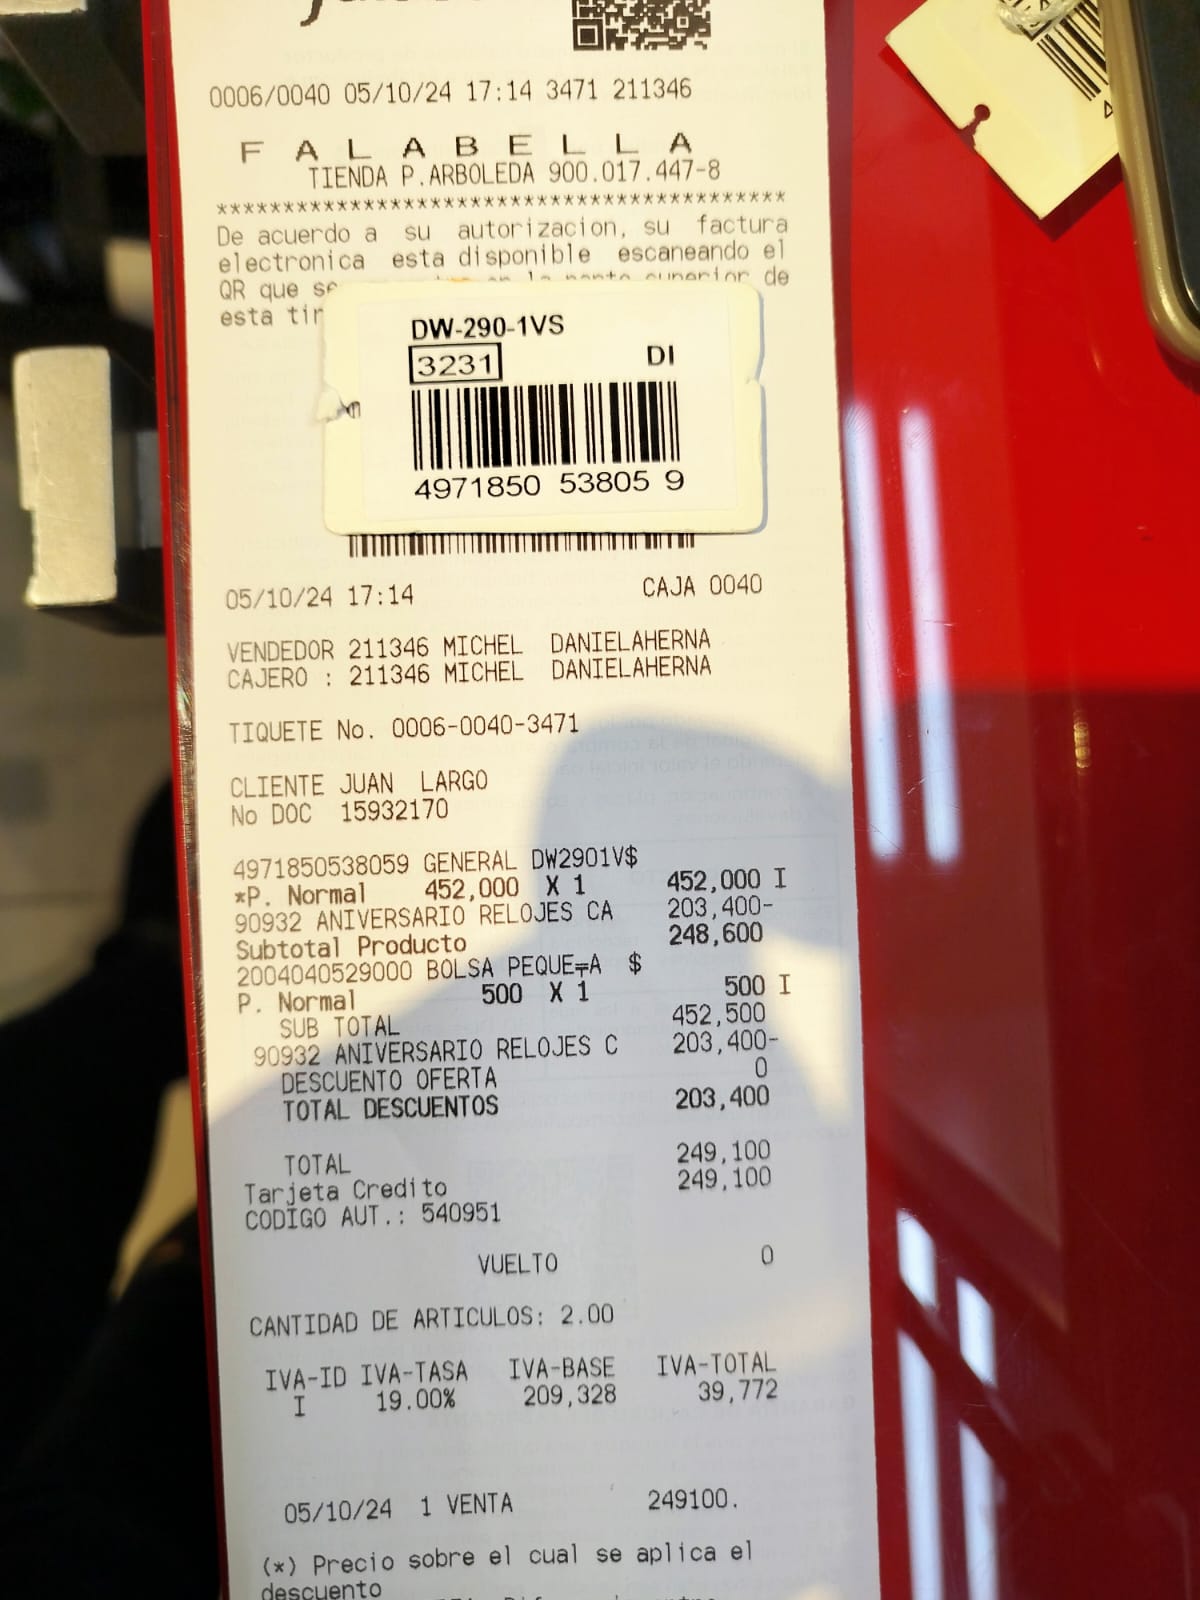 0006/0040 05/10/24 17:14 3471 211346
F A L A B E L L A
TIENDA P.ARBOLEDA 900.017.447-8
*******************************************
De acuerdo a su autorizacion, su factura
electronica esta disponible escaneando el
QR que se superior de
esta tir
DW-290-1VS
3231 DI
4971850 53805 9
05/10/24 17:14 CAJA 0040
VENDEDOR 211346 MICHEL DANIELAHERNA
CAJERO : 211346 MICHEL DANIELAHERNA
TIQUETE No. 0006-0040-3471
CLIENTE JUAN LARGO
No DOC 15932170
4971850538059 GENERAL DW2901V$
*P. Normal 452,000 X 1 452,000 I
90932 ANIVERSARIO RELOJES CA 203,400-
Subtotal Producto 248,600
2004040529000 BOLSA PEQUE╤A $
P. Normal 500 X 1 500 I
SUB TOTAL 452,500
90932 ANIVERSARIO RELOJES C 203,400-
DESCUENTO OFERTA 0
TOTAL DESCUENTOS 203,400
TOTAL 249,100
Tarjeta Credito 249,100
CODIGO AUT.: 540951
VUELTO 0
CANTIDAD DE ARTICULOS: 2.00
IVA-ID IVA-TASA IVA-BASE IVA-TOTAL
I 19.00% 209,328 39,772
05/10/24 1 VENTA 249100.
(*) Precio sobre el cual se aplica el
descuento